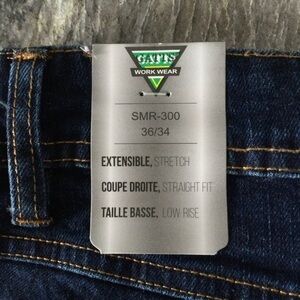 GATTS
WORK WEAR
SMR-300
36/34
EXTENSIBLE, STRETCH
COUPE DROITE, STRAIGHT FIT
TAILLE BASSE, LOW RISE